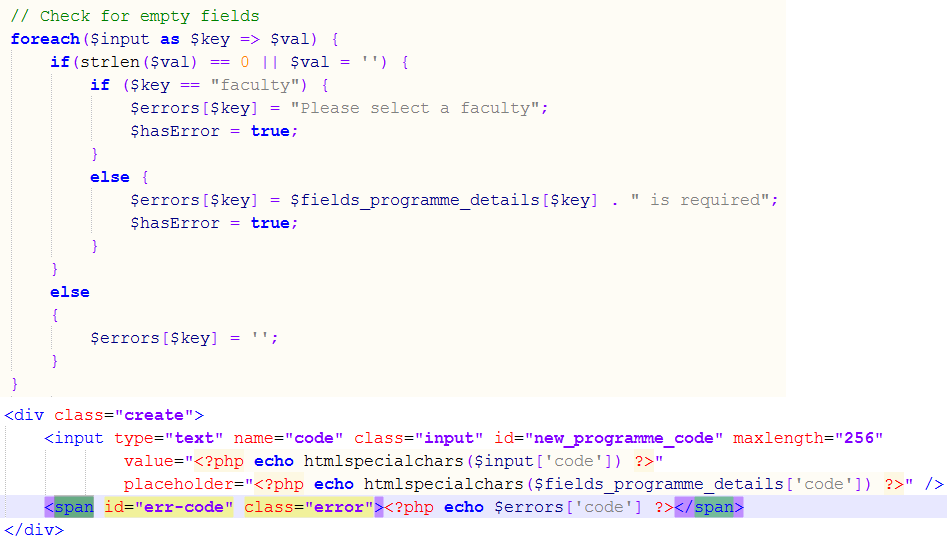 // Check for empty fields
foreach($input as $key => $val) {
if(strlen($val) == 0 || $val = '') {
if ($key == "faculty") {
$errors[$key] = "Please select a faculty";
$hasError = true;
}
else {
$errors[$key] = $fields_programme_details[$key] . " is required";
$hasError = true;
}
}
else
{
$errors[$key] = '';
}
}
<div class="create">
<input type="text" name="code" class="input" id="new_programme_code" maxlength="256"
value="<?php echo htmlspecialchars($input['code']) ?>"
placeholder="<?php echo htmlspecialchars($fields_programme_details['code']) ?>" />
<span id="err-code" class="error"><?php echo $errors['code'] ?></span>
</div>